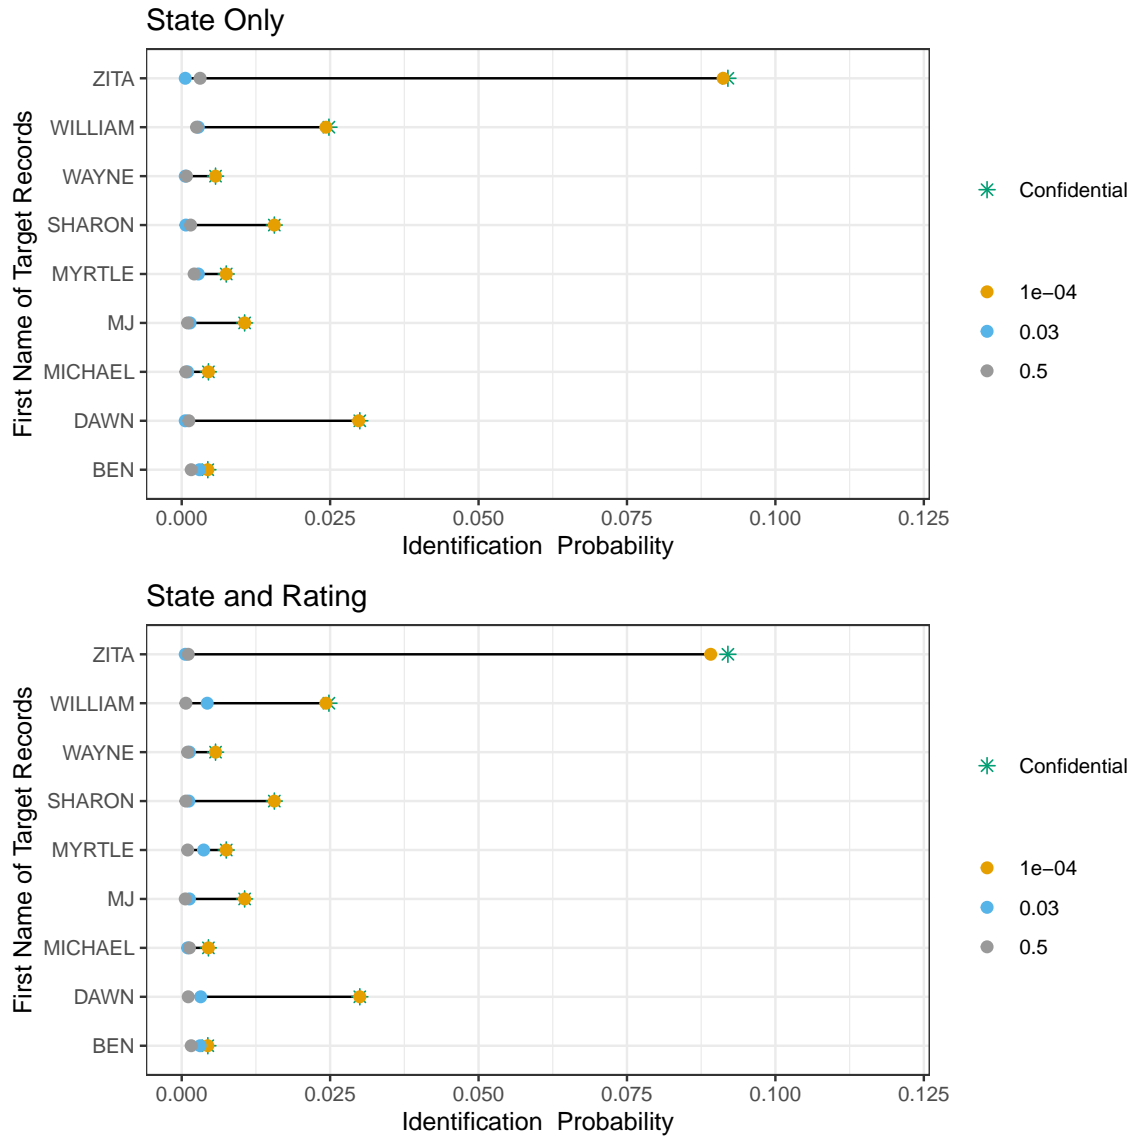 State Only
First Name of Target Records
ZITA
WILLIAM
WAYNE
SHARON
MYRTLE
MJ
MICHAEL
DAWN
BEN
0.000 0.025 0.050 0.075 0.100 0.125
Identification Probability
Confidential
1e−04
0.03
0.5
State and Rating
First Name of Target Records
ZITA
WILLIAM
WAYNE
SHARON
MYRTLE
MJ
MICHAEL
DAWN
BEN
0.000 0.025 0.050 0.075 0.100 0.125
Identification Probability
Confidential
1e−04
0.03
0.5